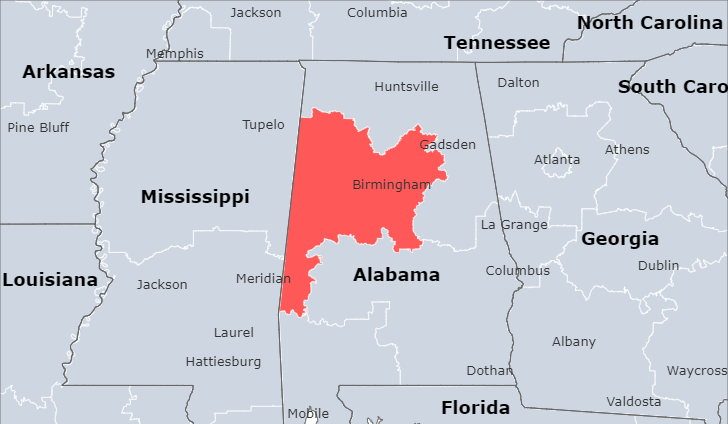 Jackson
Columbia
North Carolina
Tennessee
Memphis
Arkansas
Huntsville
Dalton
South Caro
Pine Bluff
Tupelo
Gadsden
Athens
Atlanta
Birmingham
Mississippi
La Grange
Georgia
Louisiana
Jackson
Meridian
Alabama
Columbus
Dublin
Laurel
Albany
Hattiesburg
Dothan
Waycross
Mobile
Florida
Valdosta